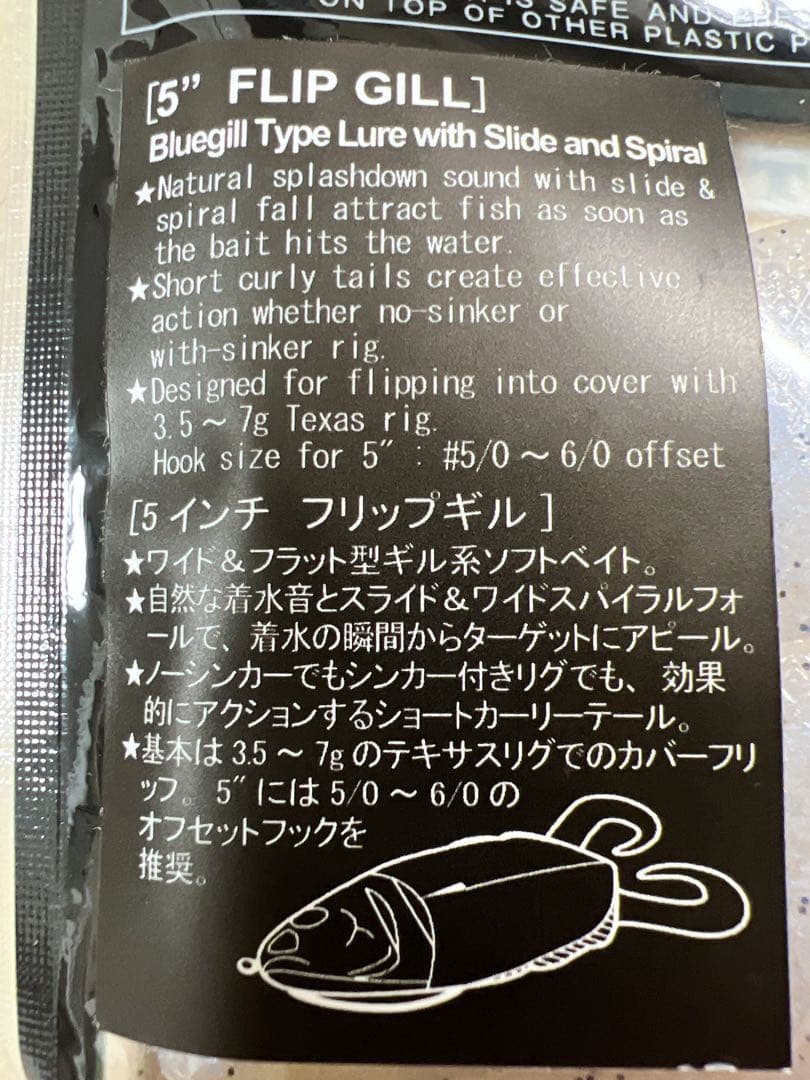 IS SAFE AND
ON TOP OF OTHER PLASTIC
[5” FLIP GILL]
Bluegill Type Lure with Slide and Spiral
★Natural splashdown sound with slide &
spiral fall attract fish as soon as
the bait hits the water.
★Short curly tails create effective
action whether no-sinker or
with-sinker rig.
★Designed for flipping into cover with
3.5～7g Texas rig.
Hook size for 5" : #5/0～6/0 offset
[5インチ フリップギル]
★ワイド＆フラット型ギル系ソフトベイト。
★自然な着水音とスライド＆ワイドスパイラルフォ
ールで、着水の瞬間からターゲットにアピール。
★ノーシンカーでもシンカー付きリグでも、効果
的にアクションするショートカーリーテール。
★基本は3.5～7gのテキサスリグでのカバーフリ
ップ。5"には5/0～6/0の
オフセットフックを
推奨。